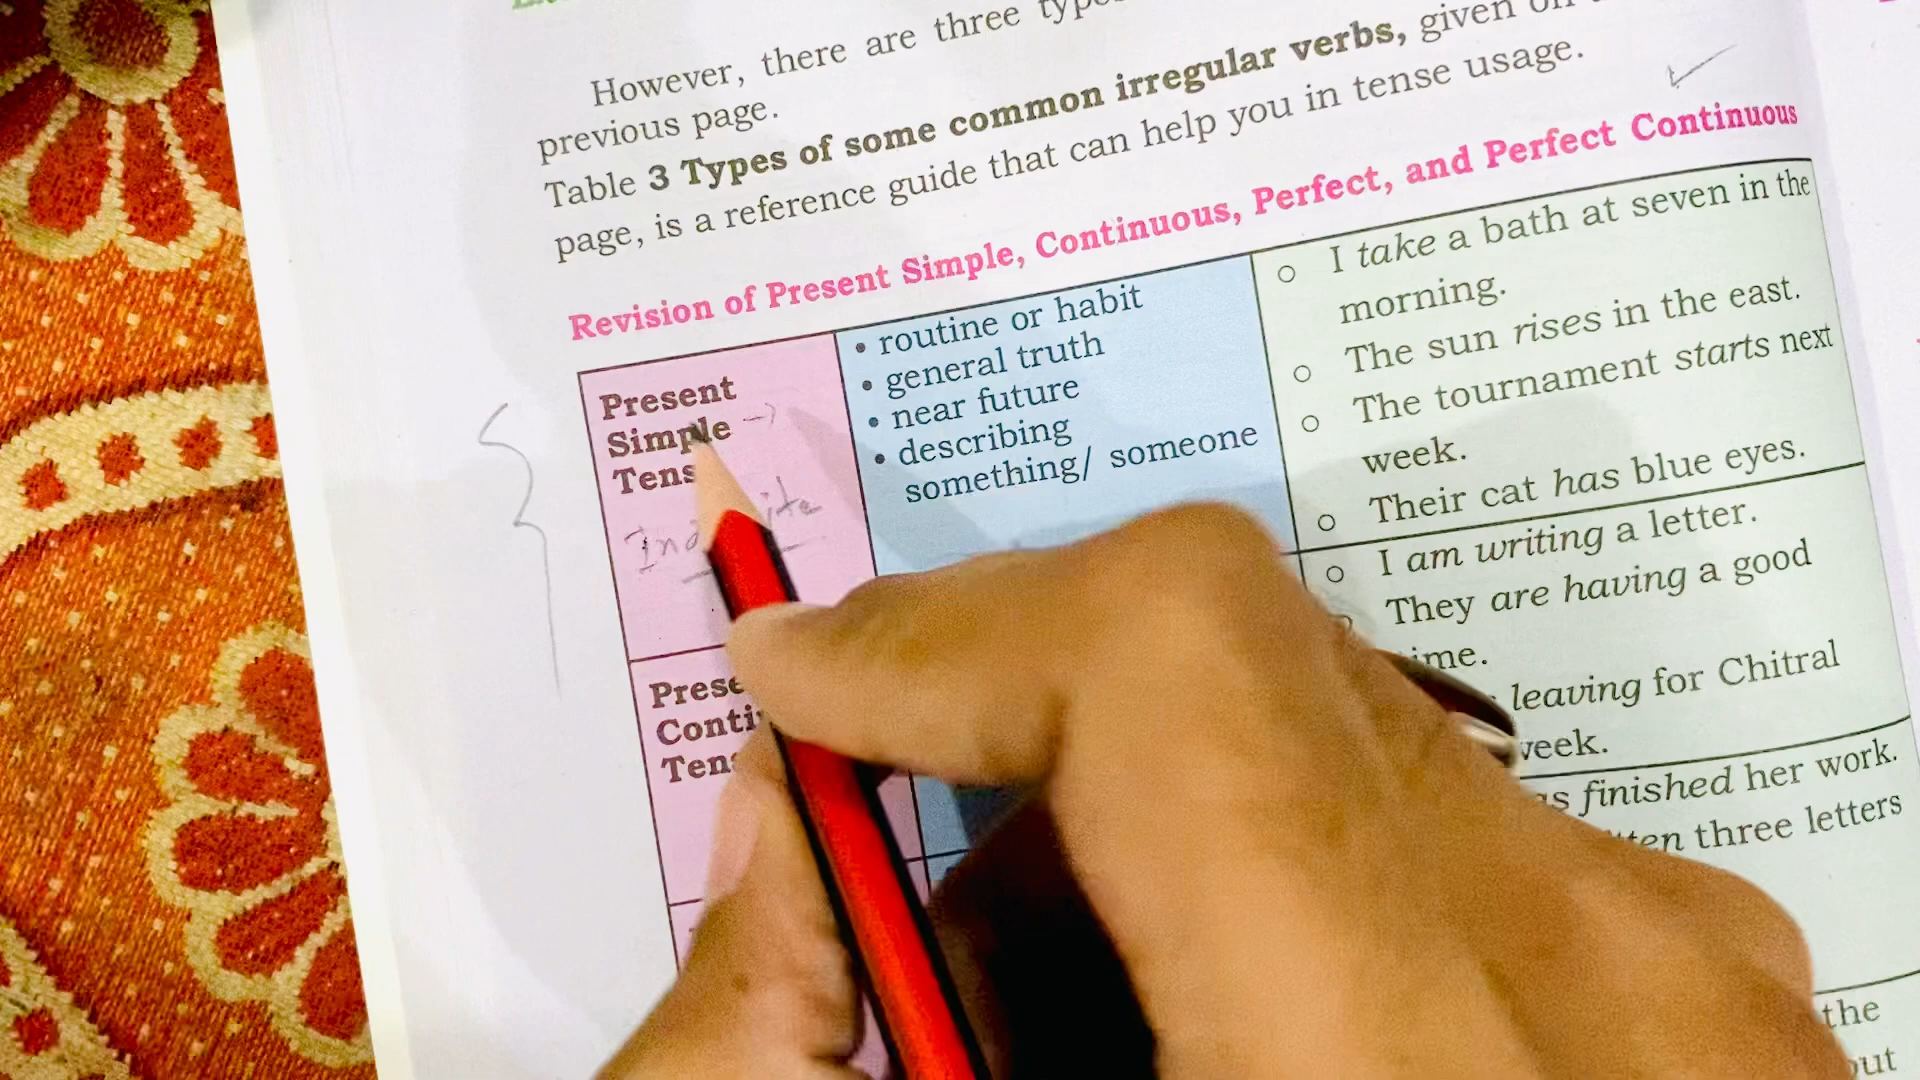 However, there are three
previous page.
Table 3 Types of some common irregular verbs, given on
page, is a reference guide that can help you in tense usage.
Revision of Present Simple, Continuous, Perfect, and Perfect Continuous
Present
Simple →
Tens
• routine or habit
• general truth
• near future
• describing
something/ someone
○ I take a bath at seven in the
morning.
○ The sun rises in the east.
○ The tournament starts next
week.
○ Their cat has blue eyes.
○ I am writing a letter.
They are having a good
leaving for Chitral
finished her work.
three letters
the